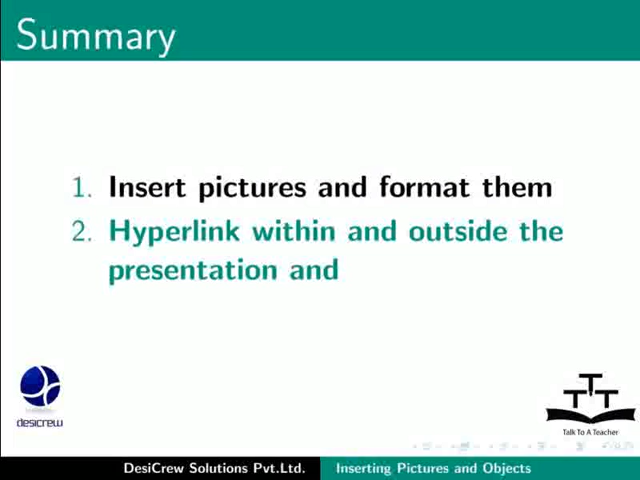 Summary
1. Insert pictures and format them
2. Hyperlink within and outside the
presentation and
desicrew
TTT
Talk To A Teacher
DesiCrew Solutions Pvt.Ltd. Inserting Pictures and Objects